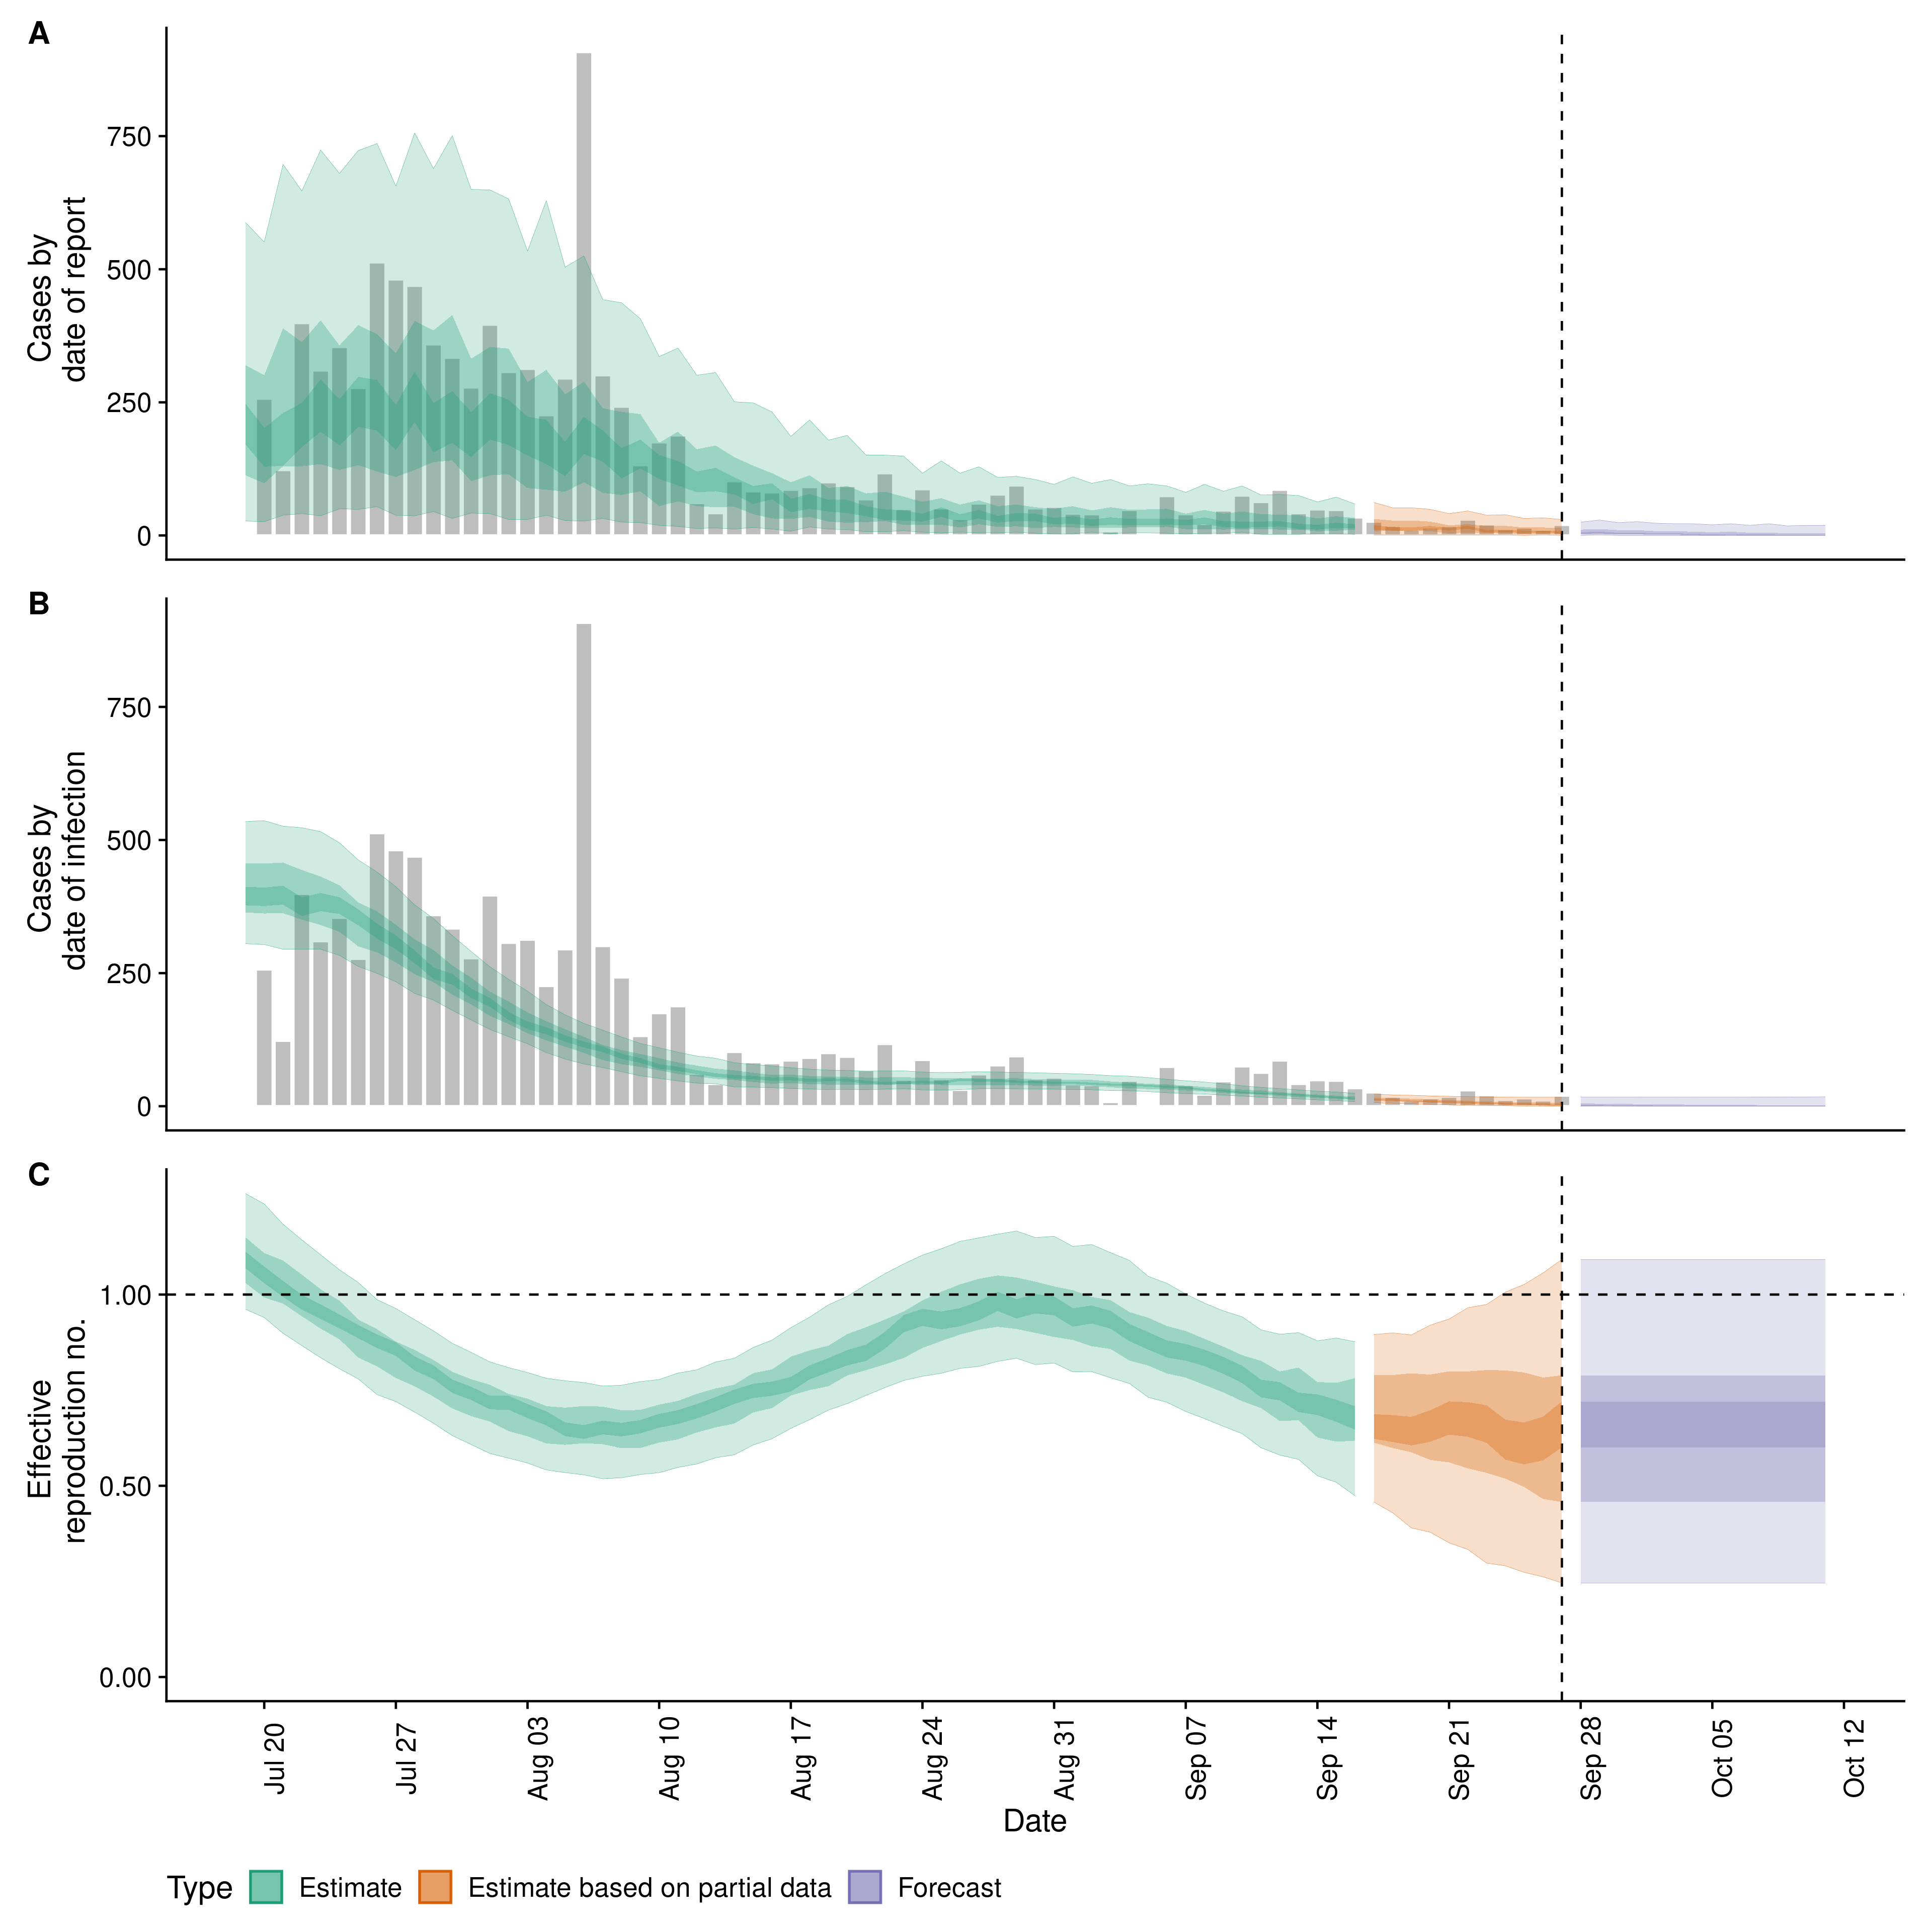 A
Cases by
date of report
750
500
250
0
B
Cases by
date of infection
750
500
250
0
C
Effective
reproduction no.
1.00
0.50
0.00
Jul 20
Jul 27
Aug 03
Aug 10
Aug 17
Aug 24
Aug 31
Sep 07
Sep 14
Sep 21
Sep 28
Oct 05
Oct 12
Date
Type
Estimate
Estimate based on partial data
Forecast